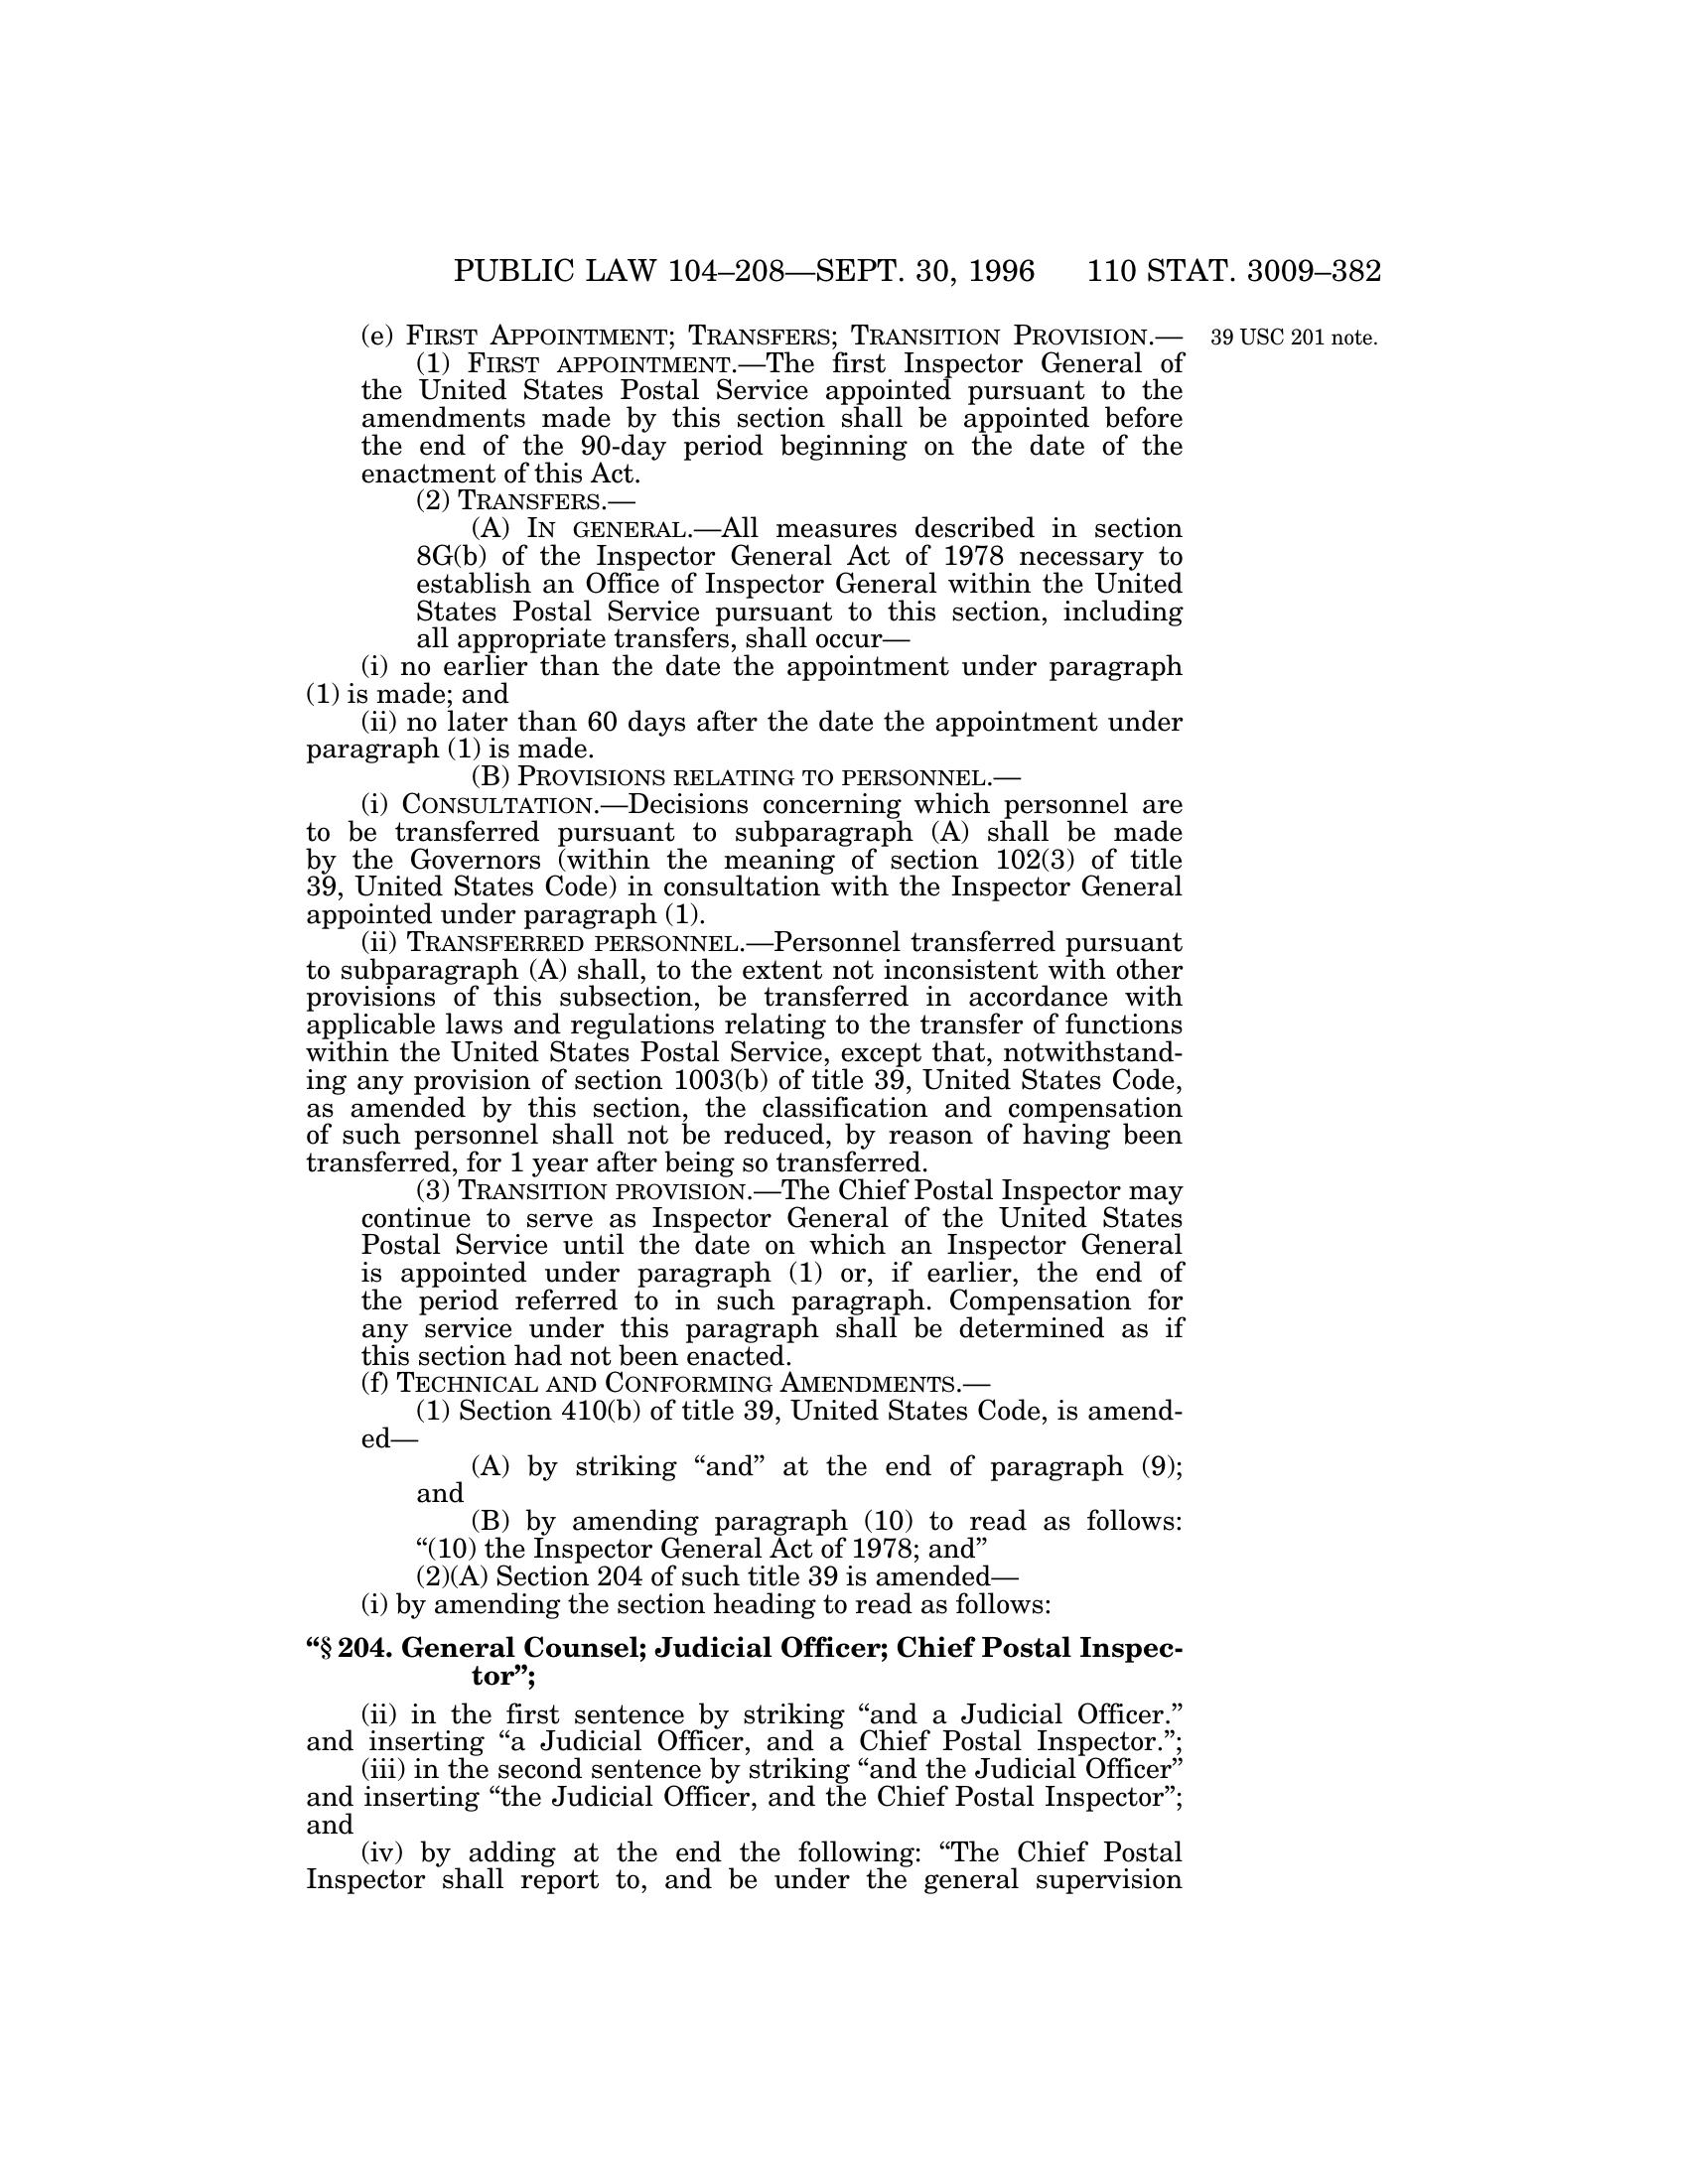 PUBLIC LAW 104–208—SEPT. 30, 1996 110 STAT. 3009–382
(e) FIRST APPOINTMENT; TRANSFERS; TRANSITION PROVISION.— 39 USC 201 note.
(1) FIRST APPOINTMENT.—The first Inspector General of
the United States Postal Service appointed pursuant to the
amendments made by this section shall be appointed before
the end of the 90-day period beginning on the date of the
enactment of this Act.
(2) TRANSFERS.—
(A) IN GENERAL.—All measures described in section
8G(b) of the Inspector General Act of 1978 necessary to
establish an Office of Inspector General within the United
States Postal Service pursuant to this section, including
all appropriate transfers, shall occur—
(i) no earlier than the date the appointment under paragraph
(1) is made; and
(ii) no later than 60 days after the date the appointment under
paragraph (1) is made.
(B) PROVISIONS RELATING TO PERSONNEL.—
(i) CONSULTATION.—Decisions concerning which personnel are
to be transferred pursuant to subparagraph (A) shall be made
by the Governors (within the meaning of section 102(3) of title
39, United States Code) in consultation with the Inspector General
appointed under paragraph (1).
(ii) TRANSFERRED PERSONNEL.—Personnel transferred pursuant
to subparagraph (A) shall, to the extent not inconsistent with other
provisions of this subsection, be transferred in accordance with
applicable laws and regulations relating to the transfer of functions
within the United States Postal Service, except that, notwithstand-
ing any provision of section 1003(b) of title 39, United States Code,
as amended by this section, the classification and compensation
of such personnel shall not be reduced, by reason of having been
transferred, for 1 year after being so transferred.
(3) TRANSITION PROVISION.—The Chief Postal Inspector may
continue to serve as Inspector General of the United States
Postal Service until the date on which an Inspector General
is appointed under paragraph (1) or, if earlier, the end of
the period referred to in such paragraph. Compensation for
any service under this paragraph shall be determined as if
this section had not been enacted.
(f) TECHNICAL AND CONFORMING AMENDMENTS.—
(1) Section 410(b) of title 39, United States Code, is amend-
ed—
(A) by striking “and” at the end of paragraph (9);
and
(B) by amending paragraph (10) to read as follows:
“(10) the Inspector General Act of 1978; and”
(2)(A) Section 204 of such title 39 is amended—
(i) by amending the section heading to read as follows:
“§ 204. General Counsel; Judicial Officer; Chief Postal Inspec-
tor”;
(ii) in the first sentence by striking “and a Judicial Officer.”
and inserting “a Judicial Officer, and a Chief Postal Inspector.”;
(iii) in the second sentence by striking “and the Judicial Officer”
and inserting “the Judicial Officer, and the Chief Postal Inspector”;
and
(iv) by adding at the end the following: “The Chief Postal
Inspector shall report to, and be under the general supervision